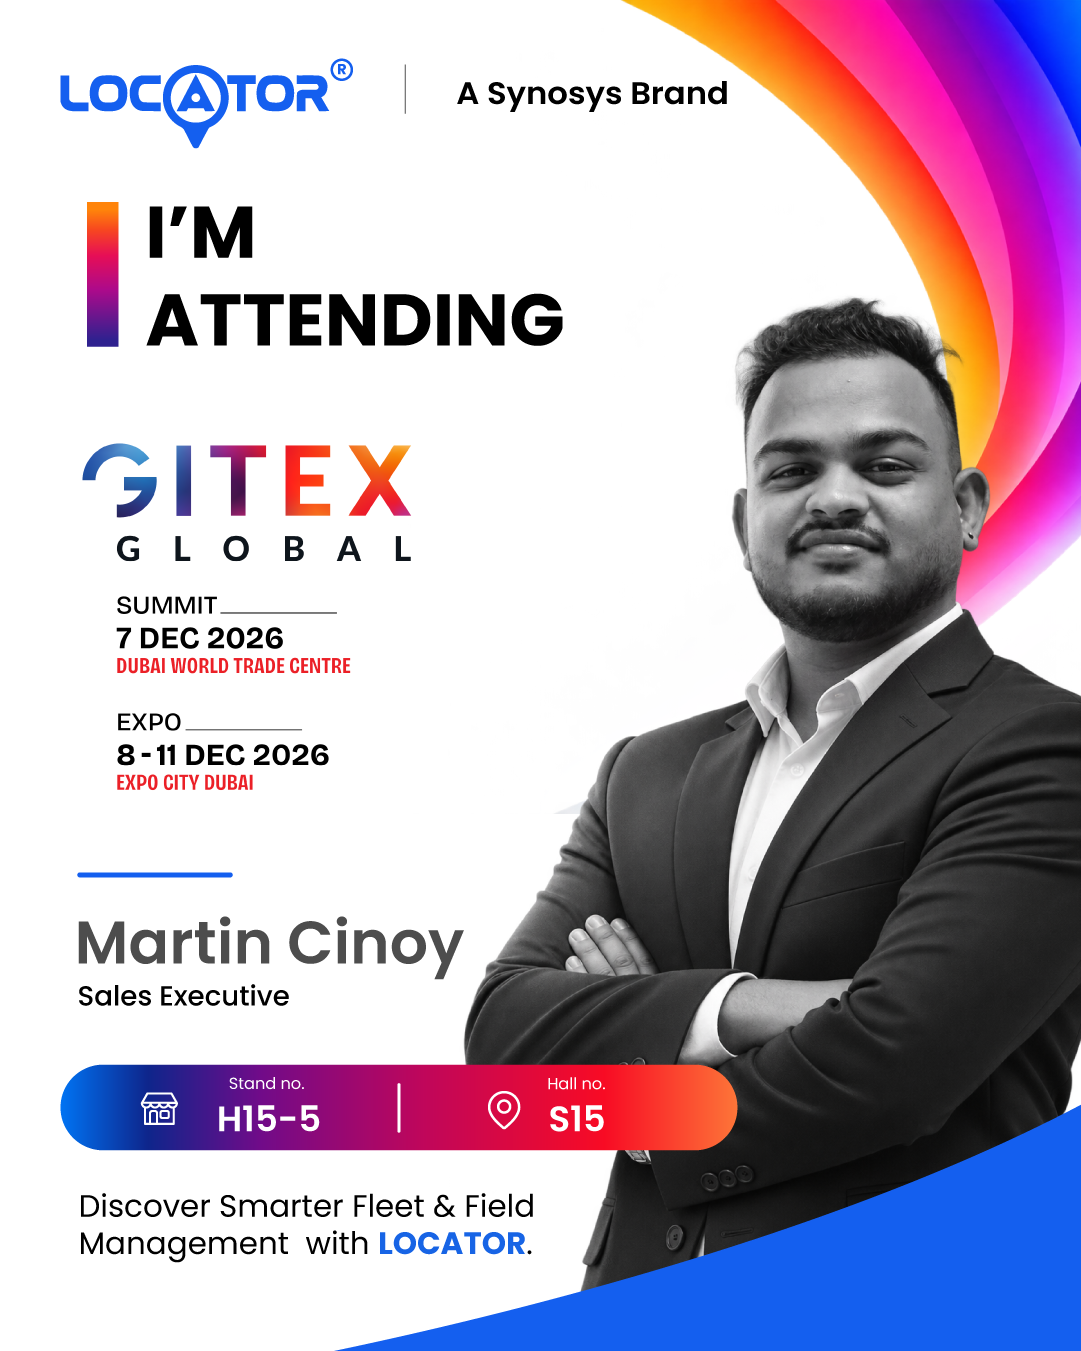 LOCATOR®
A Synosys Brand
I'M
ATTENDING
GITEX
GLOBAL
SUMMIT
7 DEC 2026
DUBAI WORLD TRADE CENTRE
EXPO
8 - 11 DEC 2026
EXPO CITY DUBAI
Martin Cinoy
Sales Executive
Stand no.
H15-5
Hall no.
S15
Discover Smarter Fleet & Field
Management with LOCATOR.